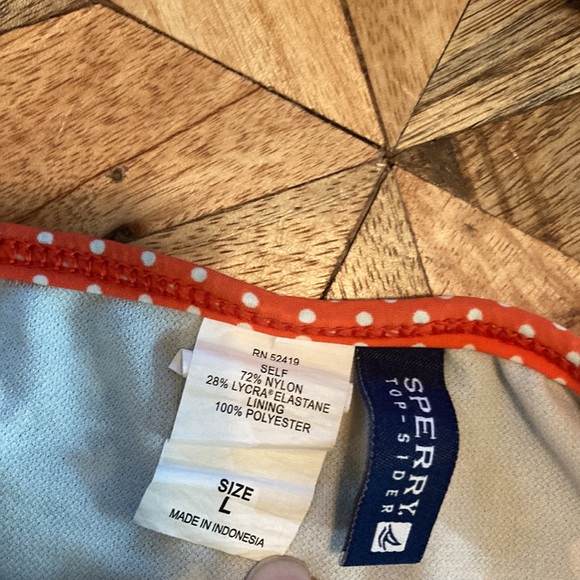 RN 52419
SELF
72% NYLON
28% LYCRA® ELASTANE
LINING
100% POLYESTER
SIZE
L
MADE IN INDONESIA
SPERRY
TOP-SIDER